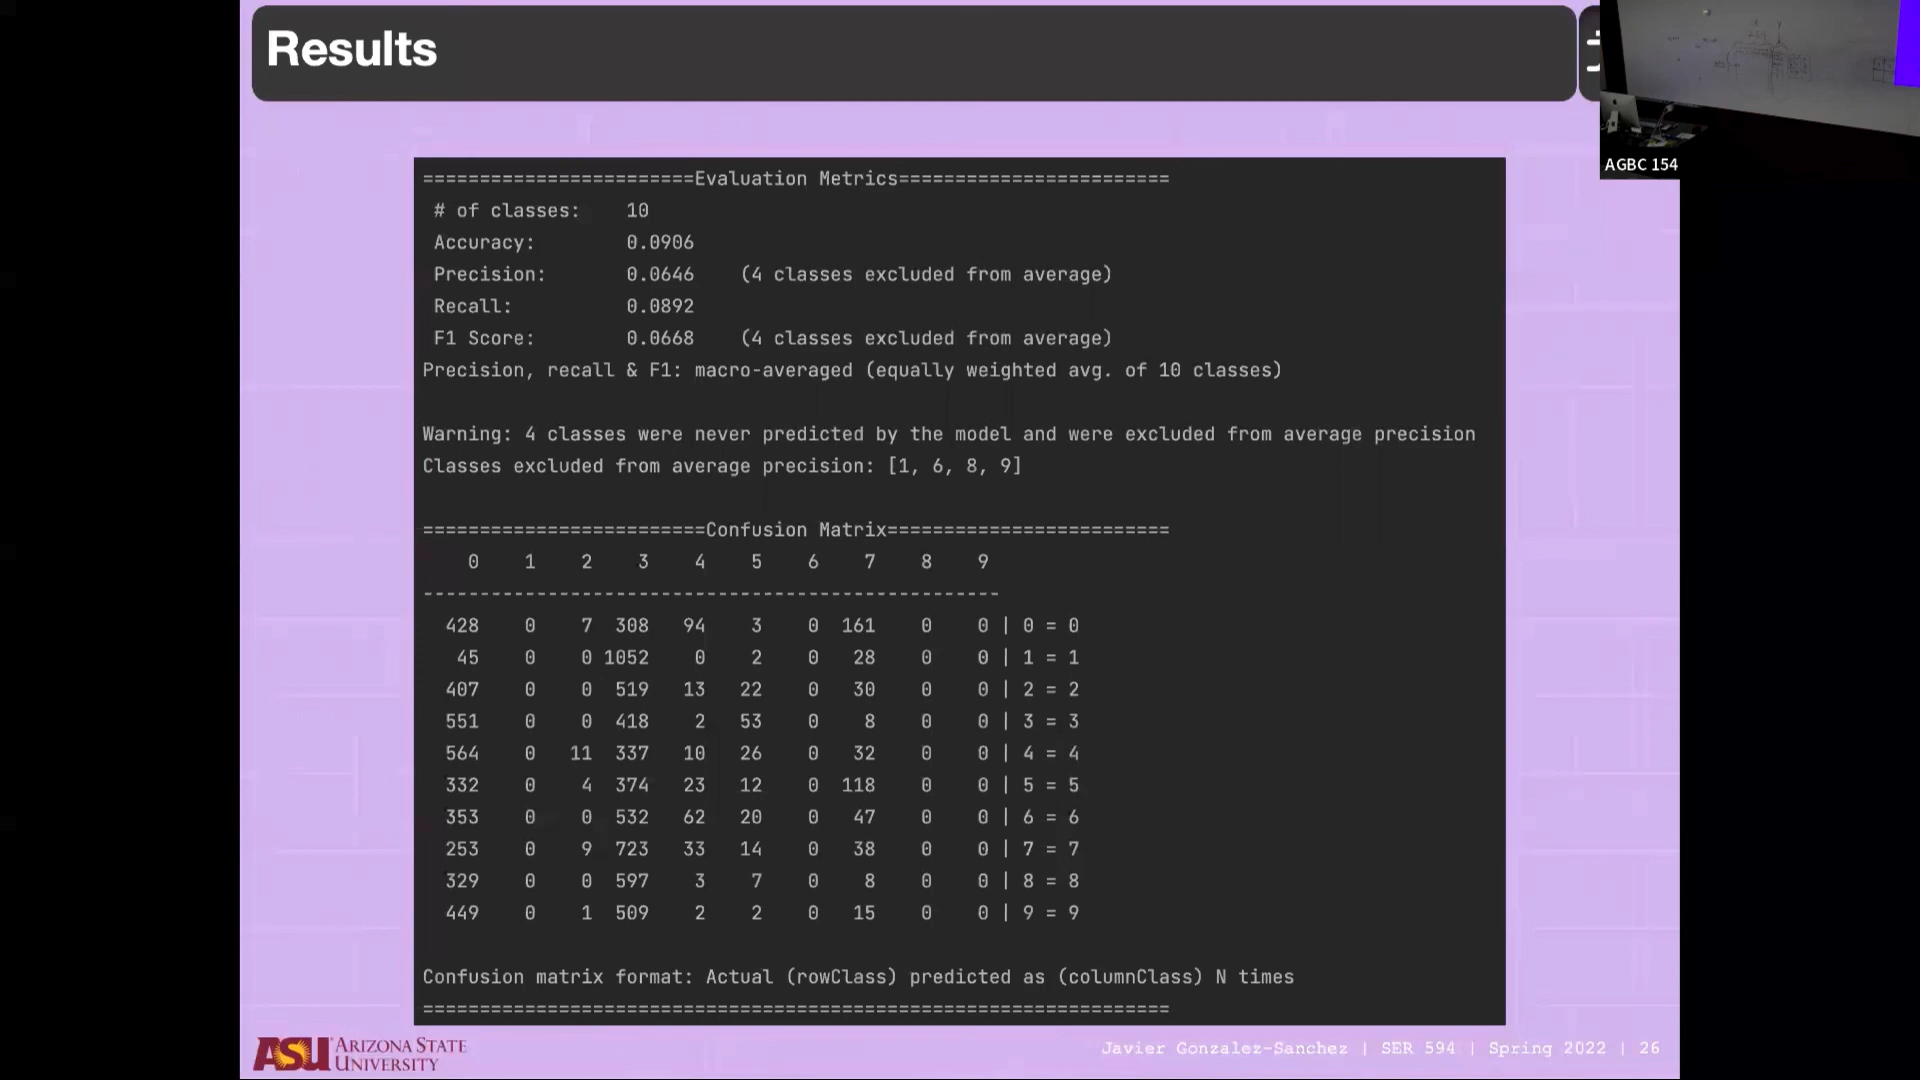 Results
AGBC 154
========================Evaluation Metrics========================
# of classes: 10
Accuracy: 0.0906
Precision: 0.0646 (4 classes excluded from average)
Recall: 0.0892
F1 Score: 0.0668 (4 classes excluded from average)
Precision, recall & F1: macro-averaged (equally weighted avg. of 10 classes)
Warning: 4 classes were never predicted by the model and were excluded from average precision
Classes excluded from average precision: [1, 6, 8, 9]
=========================Confusion Matrix=========================
0 1 2 3 4 5 6 7 8 9
---------------------------------------------------
428 0 7 308 94 3 0 161 0 0 | 0 = 0
45 0 0 1052 0 2 0 28 0 0 | 1 = 1
407 0 0 519 13 22 0 30 0 0 | 2 = 2
551 0 0 418 2 53 0 8 0 0 | 3 = 3
564 0 11 337 10 26 0 32 0 0 | 4 = 4
332 0 4 374 23 12 0 118 0 0 | 5 = 5
353 0 0 532 62 20 0 47 0 0 | 6 = 6
253 0 9 723 33 14 0 38 0 0 | 7 = 7
329 0 0 597 3 7 0 8 0 0 | 8 = 8
449 0 1 509 2 2 0 15 0 0 | 9 = 9
Confusion matrix format: Actual (rowClass) predicted as (columnClass) N times
==================================================================
ASU ARIZONA STATE
UNIVERSITY
Javier Gonzalez-Sanchez | SER 594 | Spring 2022 | 26